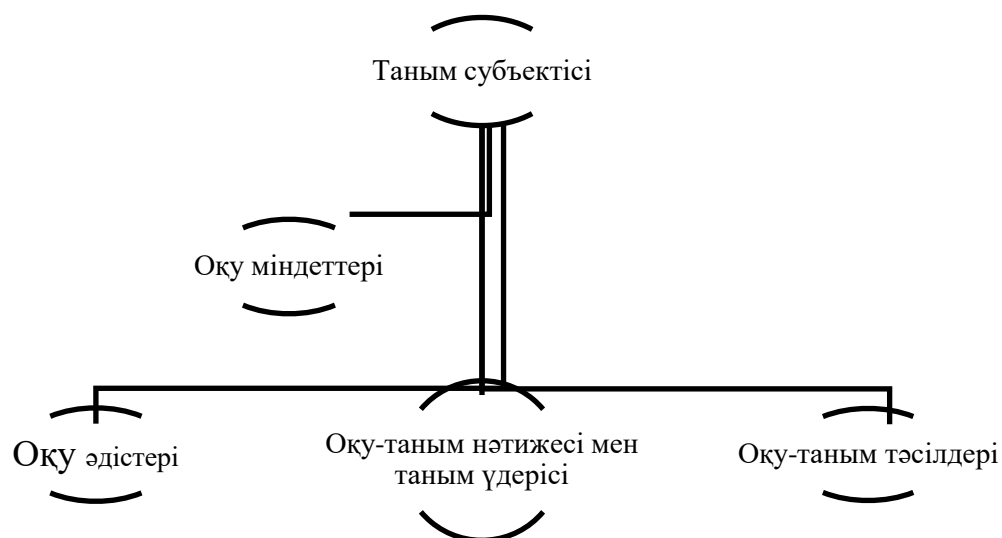 Таным субъектісі
Оқу міндеттері
Оқу әдістері
Оқу-таным нәтижесі мен
таным үдерісі
Оқу-таным тәсілдері